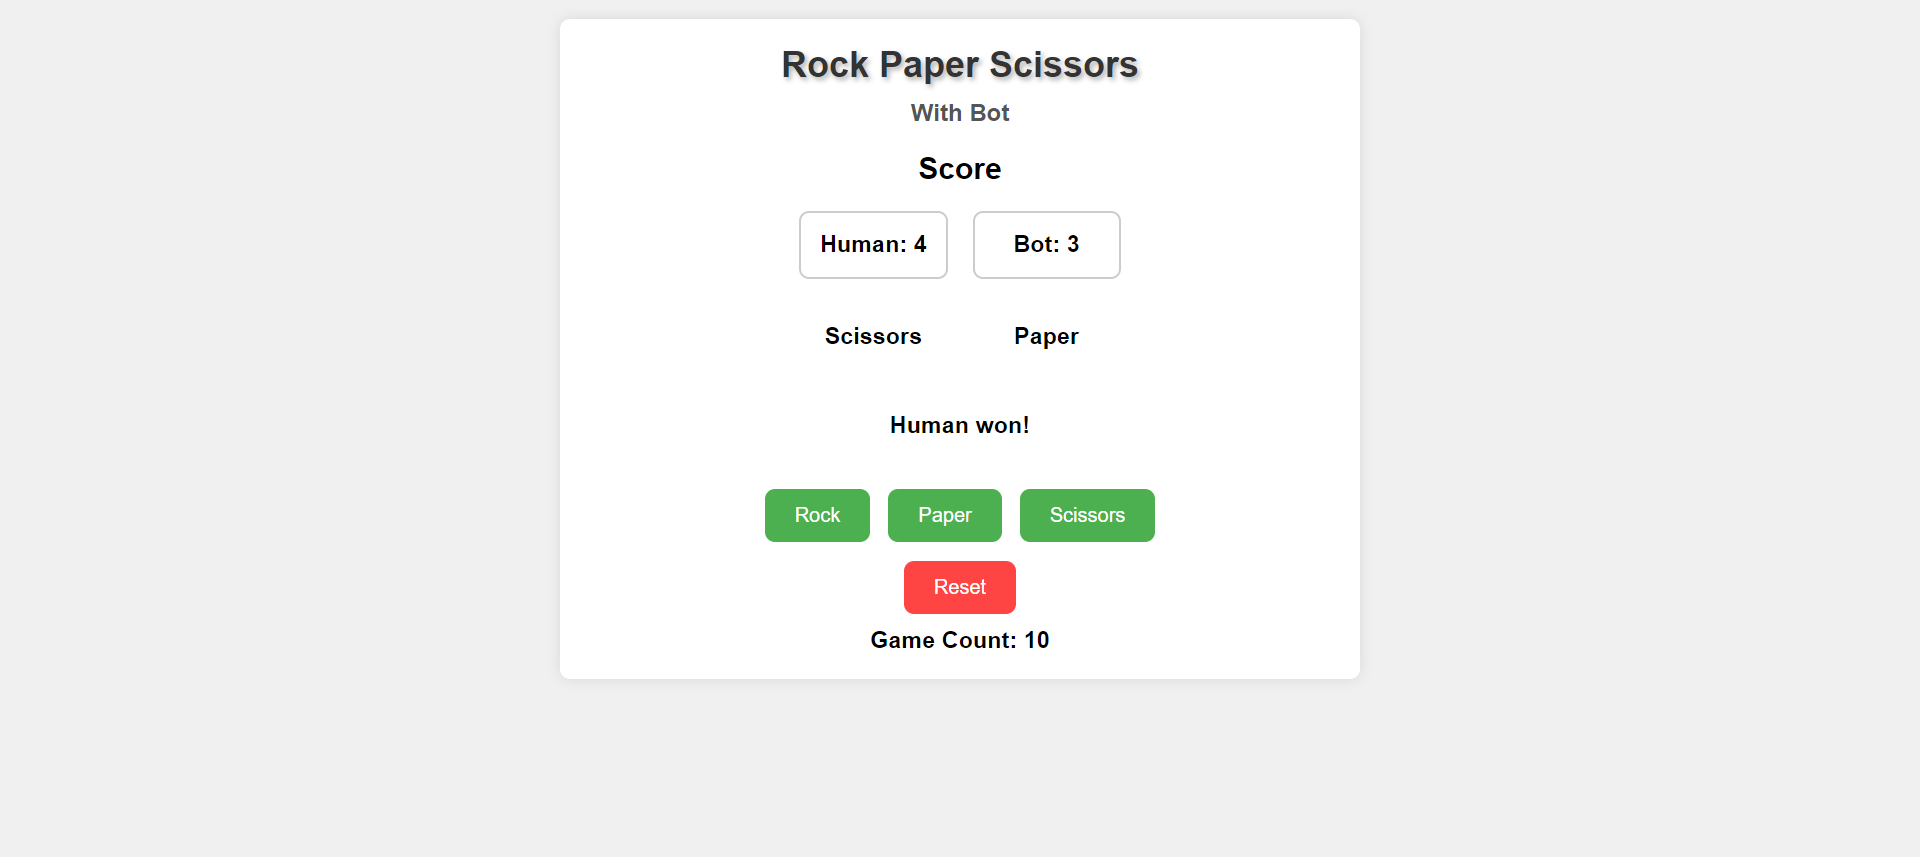 Rock Paper Scissors
With Bot
Score
Human: 4 Bot: 3
Scissors Paper
Human won!
Rock Paper Scissors
Reset
Game Count: 10